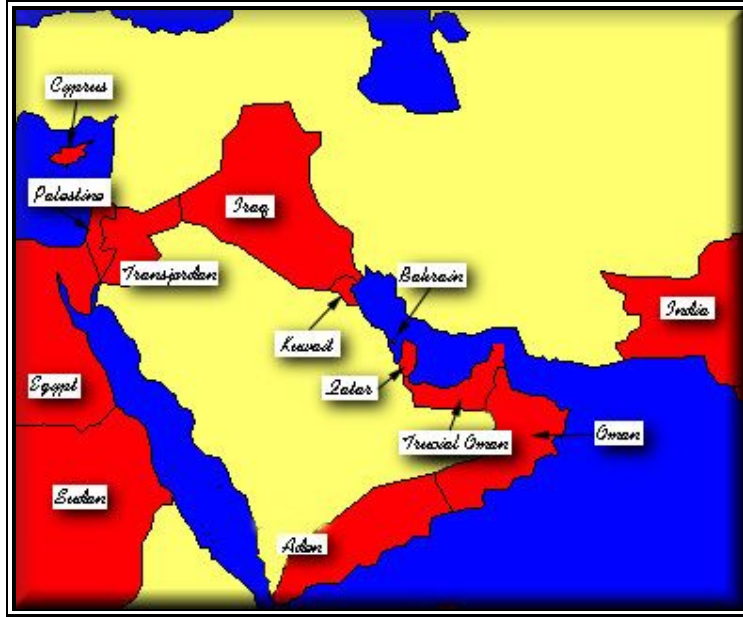 Cyprus
Palestine
Iraq
Transjordan
Bahrain
India
Kuwait
Egypt
Qatar
Trucial Oman
Oman
Sudan
Aden